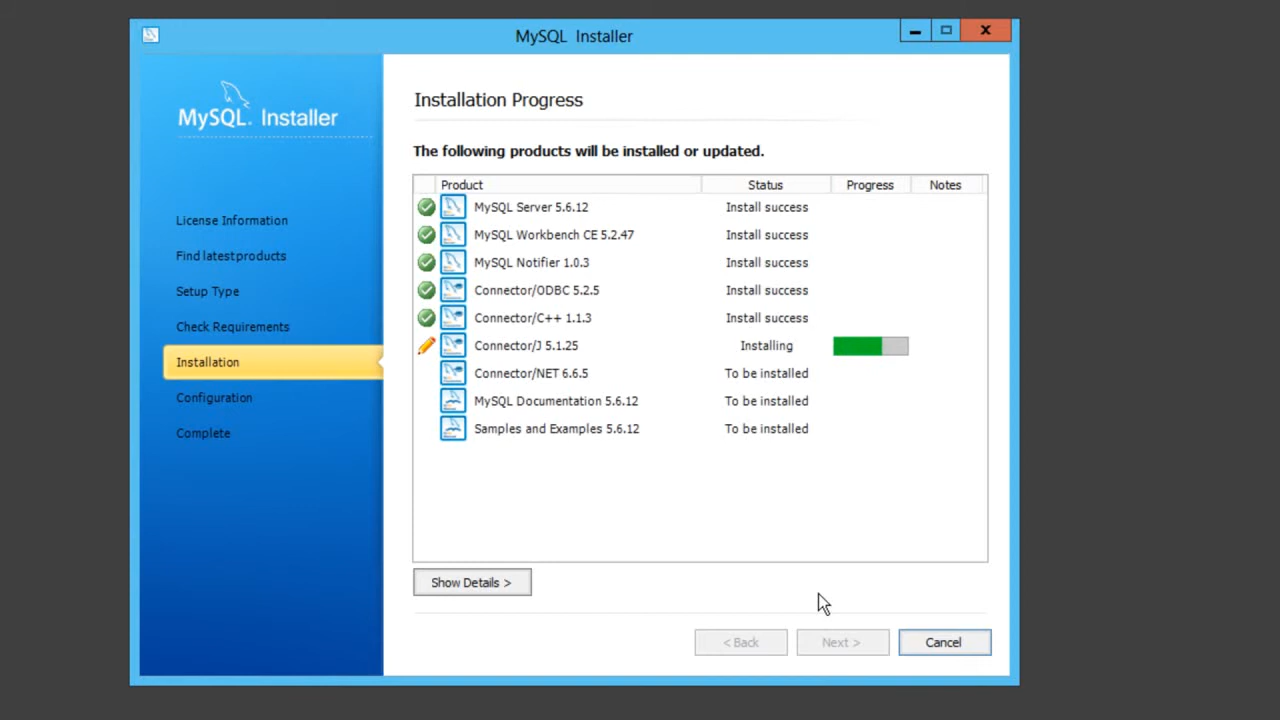 MySQL Installer
MySQL. Installer
License Information
Find latest products
Setup Type
Check Requirements
Installation
Configuration
Complete
Installation Progress
The following products will be installed or updated.
Product Status Progress Notes
MySQL Server 5.6.12 Install success
MySQL Workbench CE 5.2.47 Install success
MySQL Notifier 1.0.3 Install success
Connector/ODBC 5.2.5 Install success
Connector/C++ 1.1.3 Install success
Connector/J 5.1.25 Installing
Connector/NET 6.6.5 To be installed
MySQL Documentation 5.6.12 To be installed
Samples and Examples 5.6.12 To be installed
Show Details >
< Back Next > Cancel